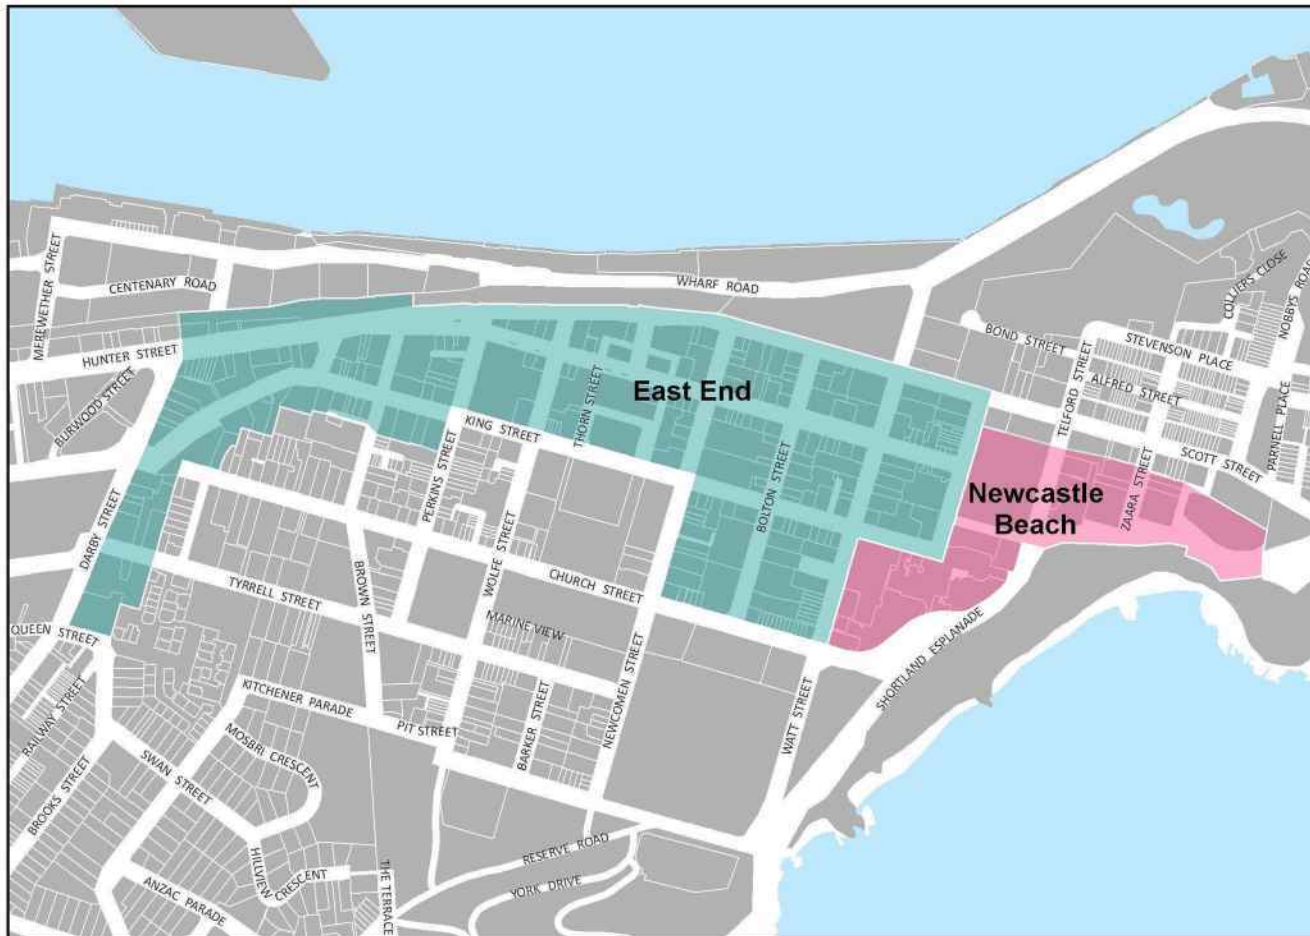 MEREWETHER STREET
CENTENARY ROAD
WHARF ROAD
HUNTER STREET
BURWOOD STREET
THORN STREET
East End
BOND STREET
STEVENSON PLACE
COLLIERS CLOSE
NOBBYS ROAD
TELFORD STREET
ALFRED STREET
PARNELL PLACE
SCOTT STREET
KING STREET
PERKINS STREET
BOLTON STREET
Newcastle
Beach
ZAARA STREET
DARBY STREET
WOLFE STREET
CHURCH STREET
BROWN STREET
TYRRELL STREET
MARINE VIEW
QUEEN STREET
NEWCOMEN STREET
SHORTLAND ESPLANADE
WATT STREET
RAILWAY STREET
KITCHENER PARADE
PIT STREET
BARKER STREET
MOSBRI CRESCENT
SWAN STREET
BROOKS STREET
RESERVE ROAD
HILLVIEW CRESCENT
YORK DRIVE
THE TERRACE
ANZAC PARADE